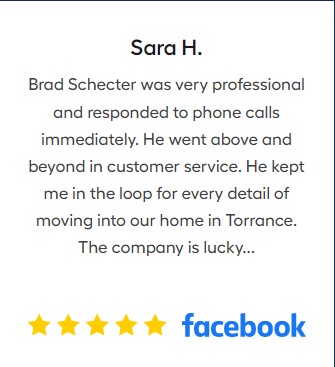 Sara H.
Brad Schecter was very professional
and responded to phone calls
immediately. He went above and
beyond in customer service. He kept
me in the loop for every detail of
moving into our home in Torrance.
The company is lucky...
facebook